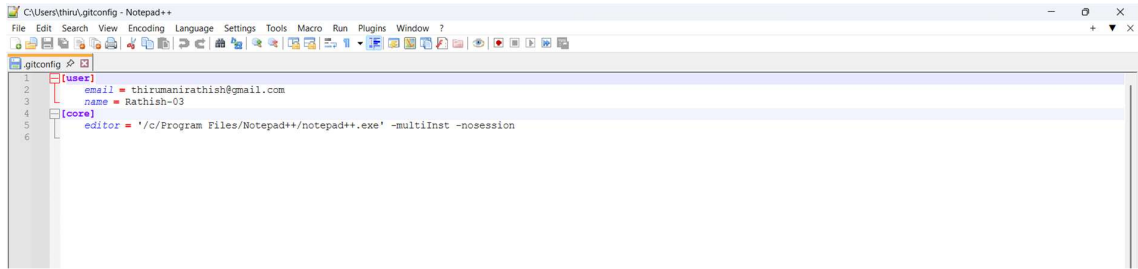 C:\Users\thiru\.gitconfig - Notepad++
File Edit Search View Encoding Language Settings Tools Macro Run Plugins Window ?
.gitconfig
1 [user]
2 email = thirumanirathish@gmail.com
3 name = Rathish-03
4 [core]
5 editor = '/c/Program Files/Notepad++/notepad++.exe' -multiInst -nosession
6